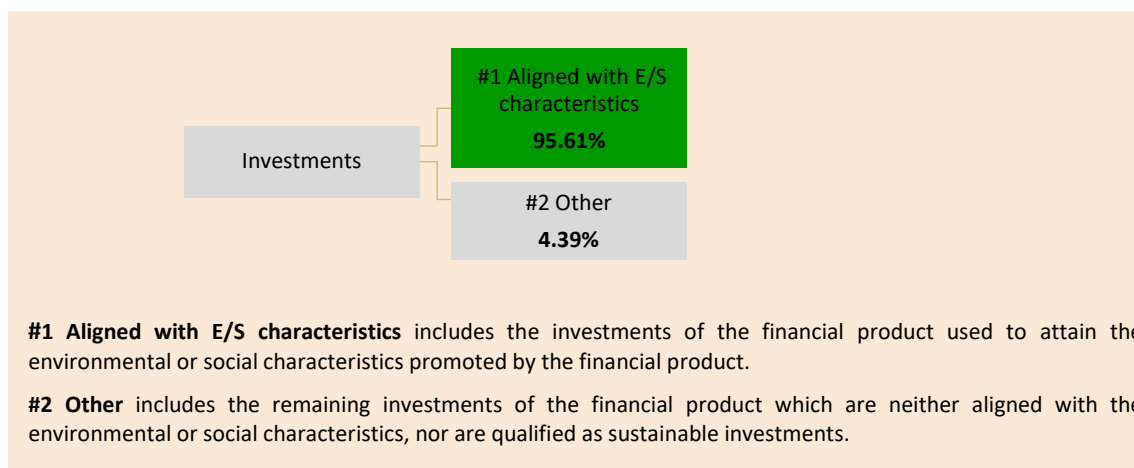 #1 Aligned with E/S
characteristics
95.61%
Investments
#2 Other
4.39%
#1 Aligned with E/S characteristics includes the investments of the financial product used to attain the
environmental or social characteristics promoted by the financial product.
#2 Other includes the remaining investments of the financial product which are neither aligned with the
environmental or social characteristics, nor are qualified as sustainable investments.